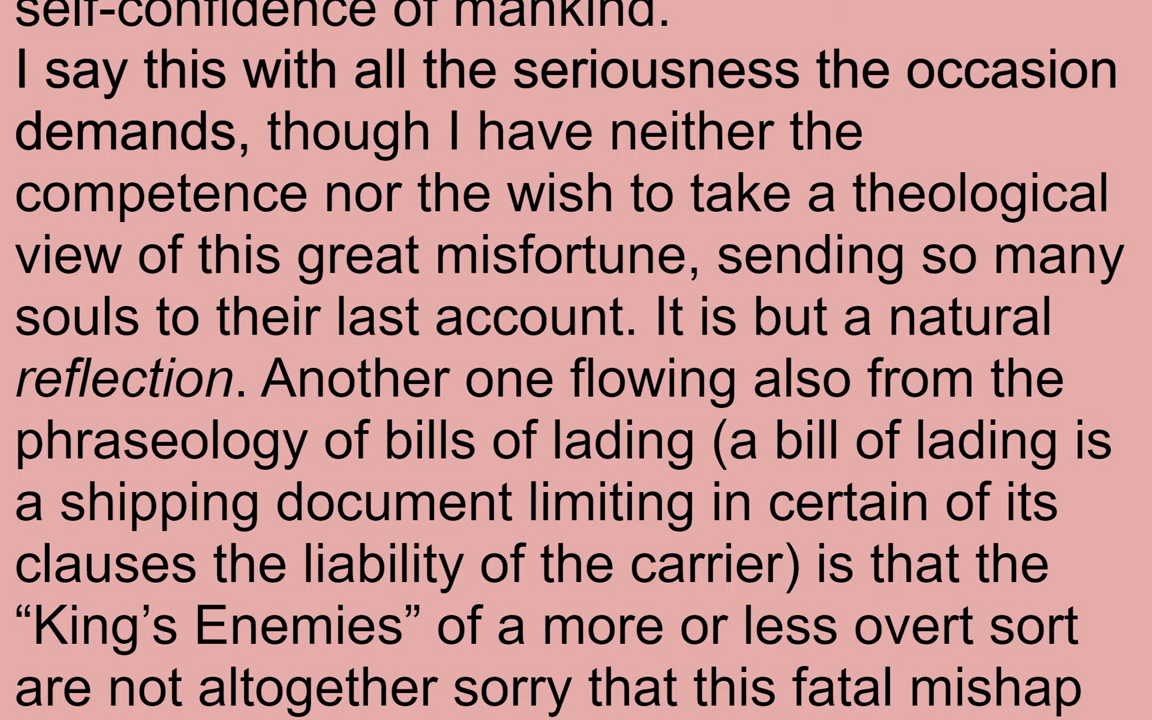 self-confidence of mankind.
I say this with all the seriousness the occasion
demands, though I have neither the
competence nor the wish to take a theological
view of this great misfortune, sending so many
souls to their last account. It is but a natural
reflection. Another one flowing also from the
phraseology of bills of lading (a bill of lading is
a shipping document limiting in certain of its
clauses the liability of the carrier) is that the
“King’s Enemies” of a more or less overt sort
are not altogether sorry that this fatal mishap